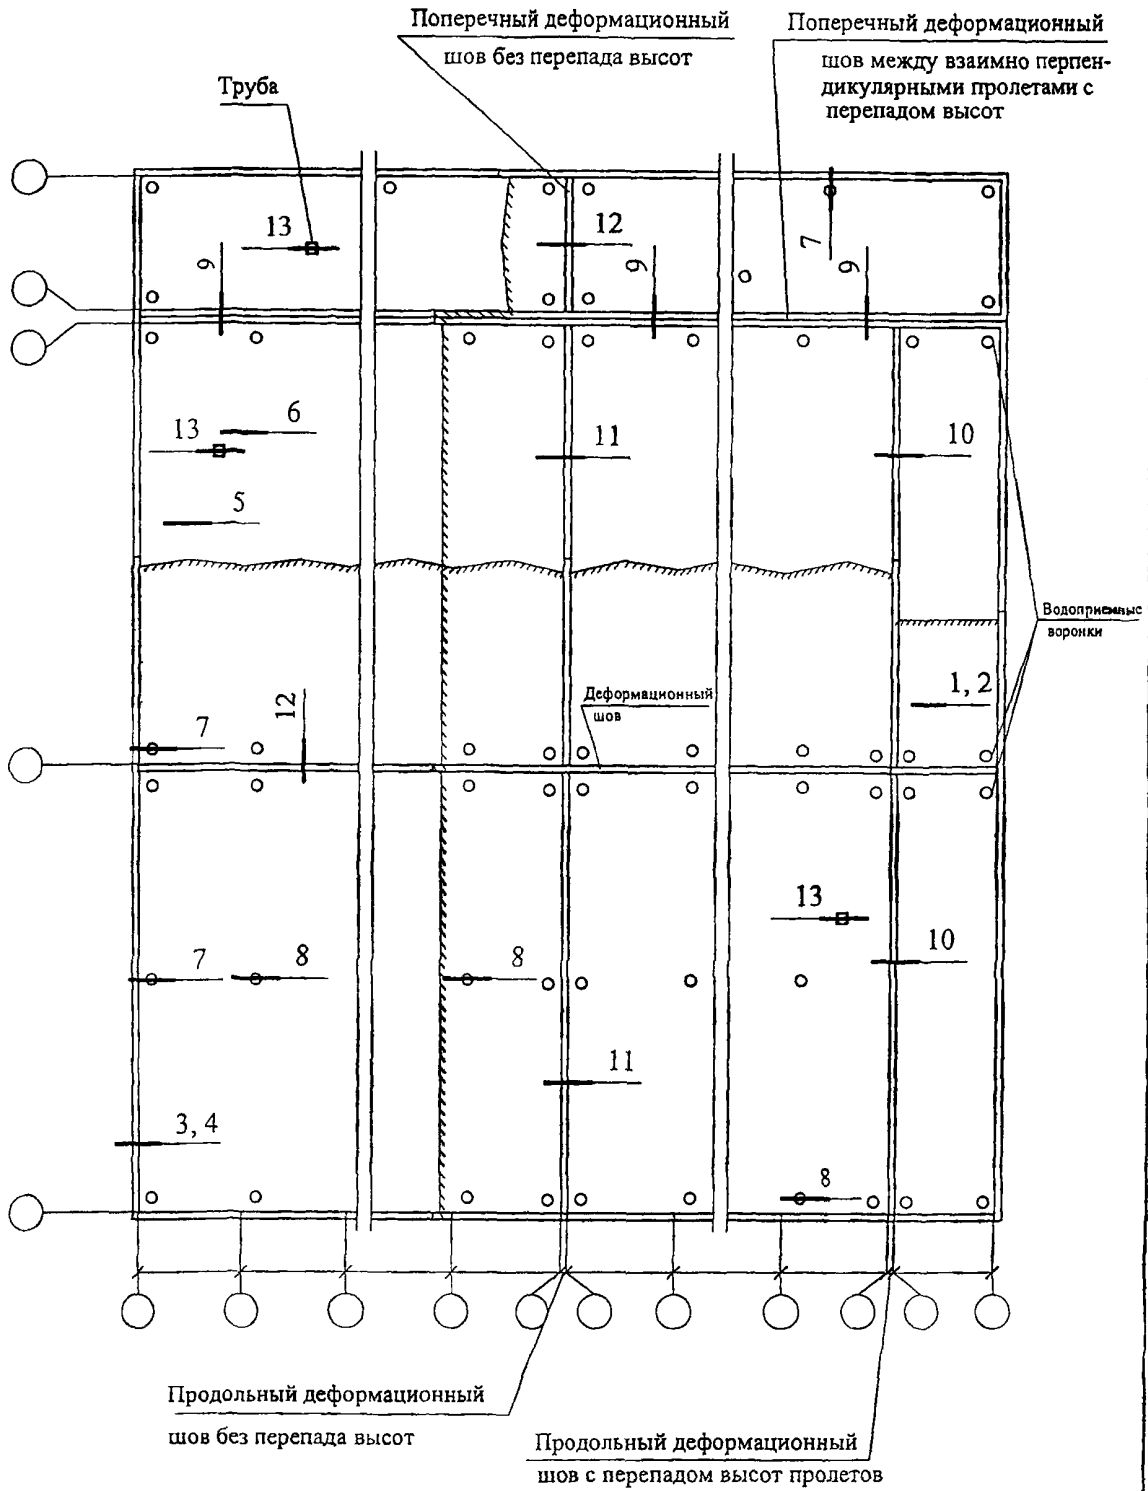 Поперечный деформационный
шов без перепада высот
Поперечный деформационный
шов между взаимно перпен-
дикулярными пролетами с
перепадом высот
Труба
13
12
7
9
9
9
6
13
11
10
5
Водоприемные
воронки
1, 2
Деформационный
шов
12
7
13
7
8
8
10
11
3, 4
8
Продольный деформационный
шов без перепада высот
Продольный деформационный
шов с перепадом высот пролетов